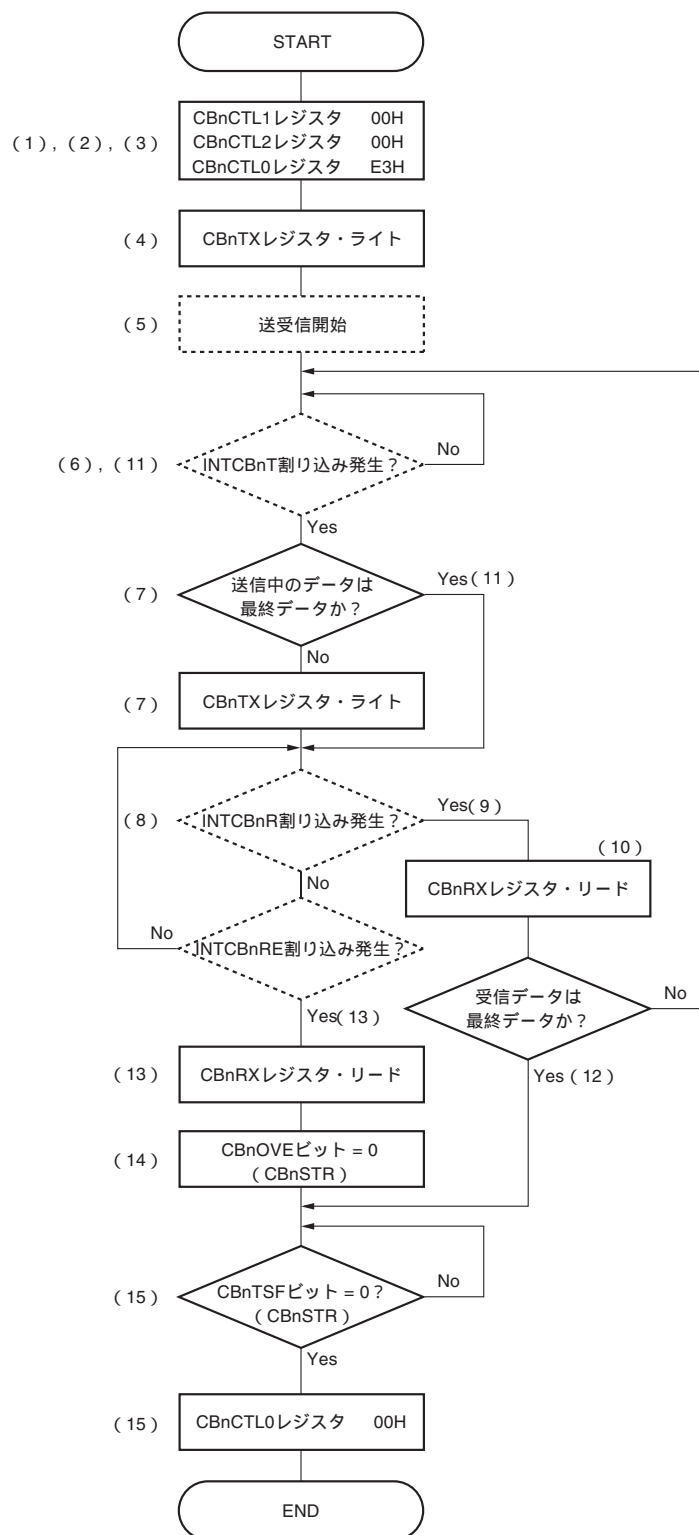 START
(1), (2), (3)
CBnCTL1レジスタ 00H
CBnCTL2レジスタ 00H
CBnCTL0レジスタ E3H
(4)
CBnTXレジスタ・ライト
(5)
送受信開始
(6), (11)
INTCBnT割り込み発生？
No
Yes
(7)
送信中のデータは
最終データか？
Yes(11)
No
(7)
CBnTXレジスタ・ライト
(8)
INTCBnR割り込み発生？
Yes(9)
No
(10)
CBnRXレジスタ・リード
No
INTCBnRE割り込み発生？
Yes(13)
受信データは
最終データか？
No
Yes(12)
(13)
CBnRXレジスタ・リード
(14)
CBnOVEビット = 0
(CBnSTR)
(15)
CBnTSFビット = 0？
(CBnSTR)
No
Yes
(15)
CBnCTL0レジスタ 00H
END